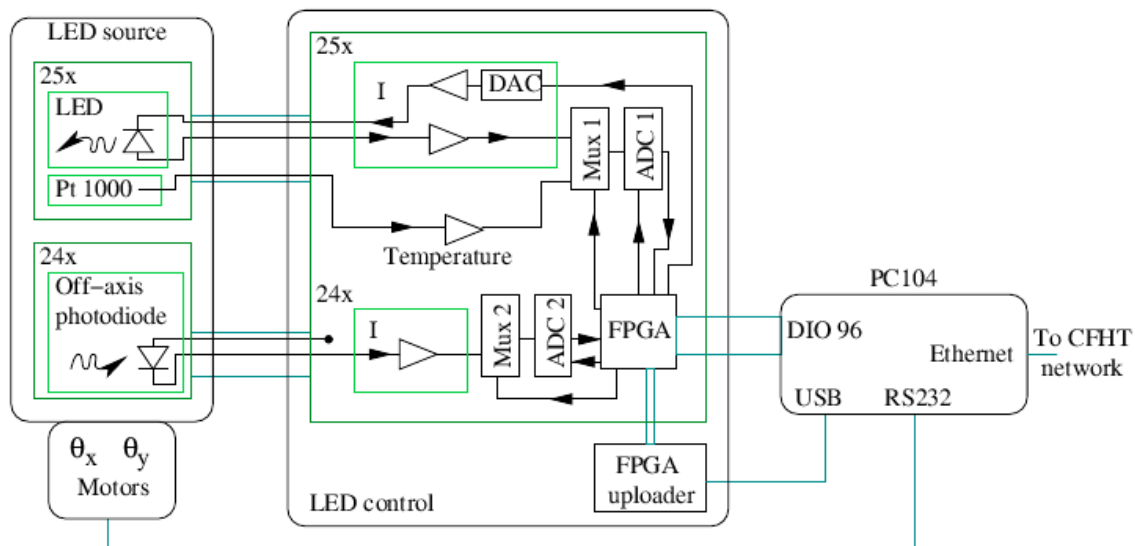 LED source
25x
LED
Pt 1000
24x
Off-axis
photodiode
θx θy
Motors
25x
I
DAC
Mux 1
ADC 1
Temperature
24x
I
Mux 2
ADC 2
FPGA
FPGA
uploader
LED control
PC104
DIO 96
Ethernet
USB RS232
To CFHT
network